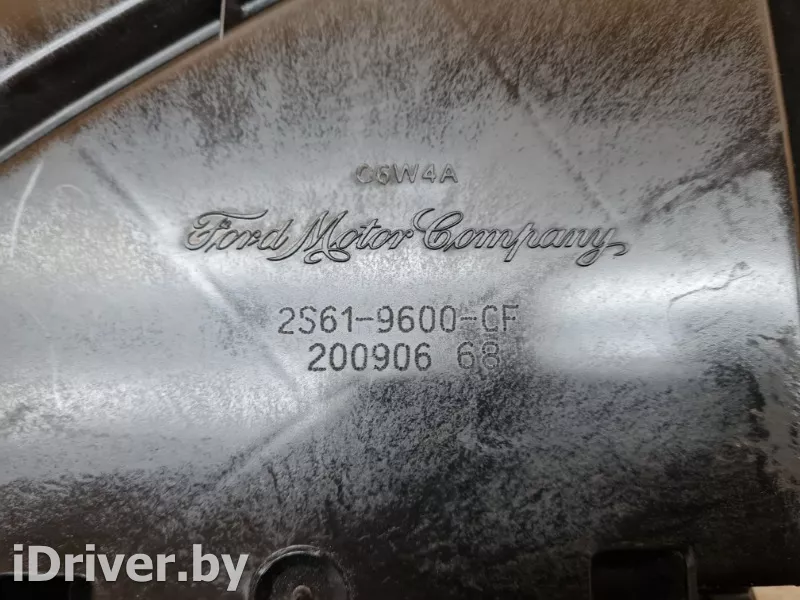 C6W4A
Ford Motor Company
2S61-9600-CF
200906 68
iDriver.by